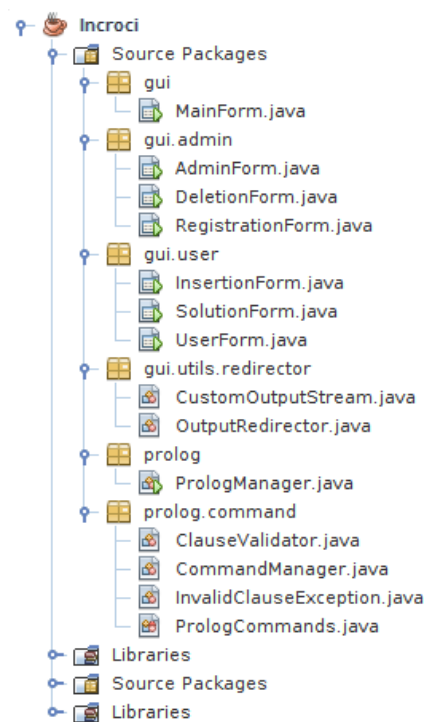 Incroci
Source Packages
gui
MainForm.java
gui.admin
AdminForm.java
DeletionForm.java
RegistrationForm.java
gui.user
InsertionForm.java
SolutionForm.java
UserForm.java
gui.utils.redirector
CustomOutputStream.java
OutputRedirector.java
prolog
PrologManager.java
prolog.command
ClauseValidator.java
CommandManager.java
InvalidClauseException.java
PrologCommands.java
Libraries
Source Packages
Libraries